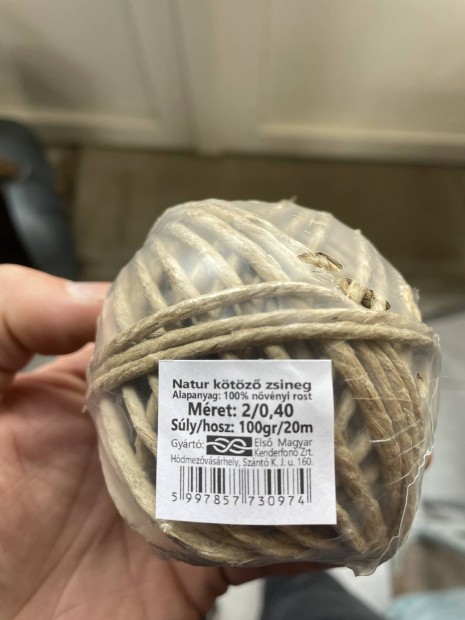 Natur kötöző zsineg
Alapanyag: 100% növényi rost
Méret: 2/0,40
Súly/hosz: 100gr/20m
Gyártó: Első Magyar
Kenderfonó Zrt.
Hódmezővásárhely, Szántó K. J. u. 160.
5 997857 730974